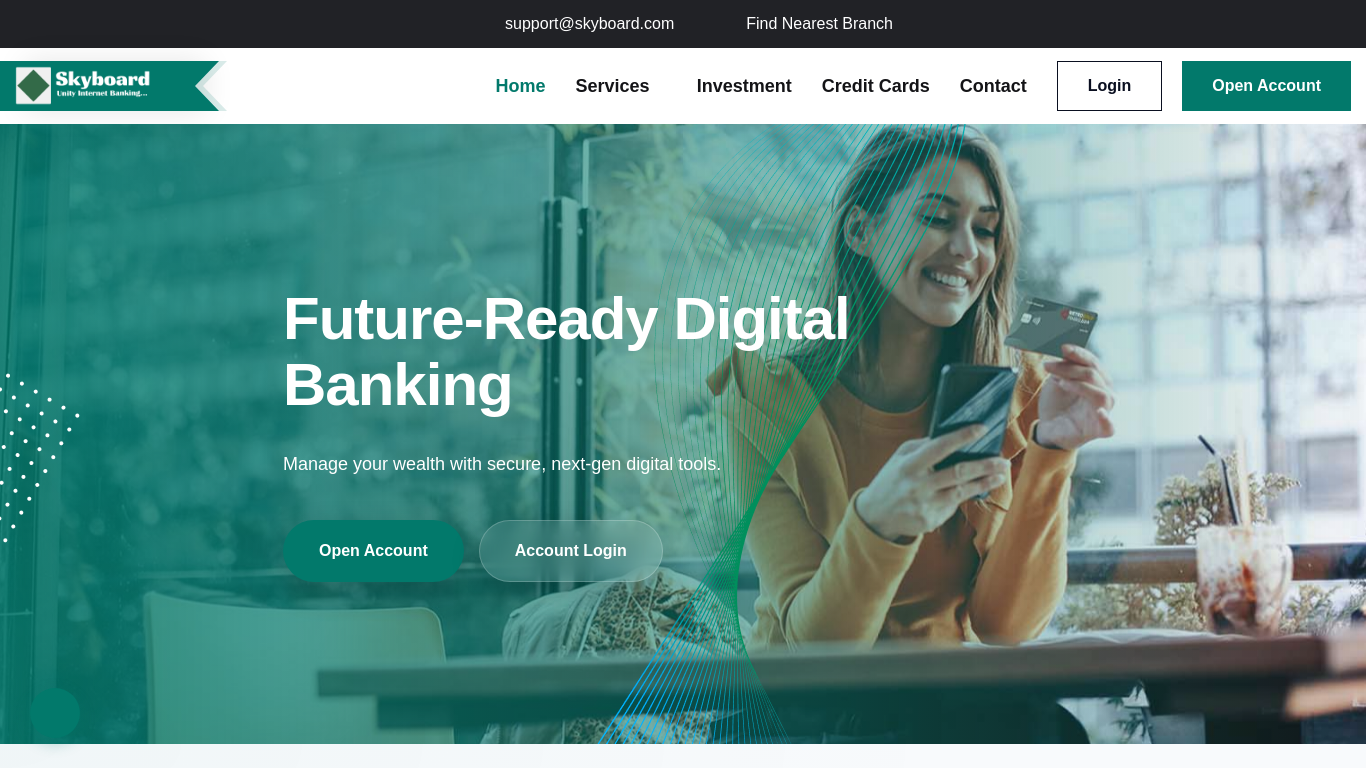 support@skyboard.com
Find Nearest Branch
Skyboard
Unity Internet Banking...
Home
Services
Investment
Credit Cards
Contact
Login
Open Account
Future-Ready Digital
Banking
Manage your wealth with secure, next-gen digital tools.
Open Account
Account Login